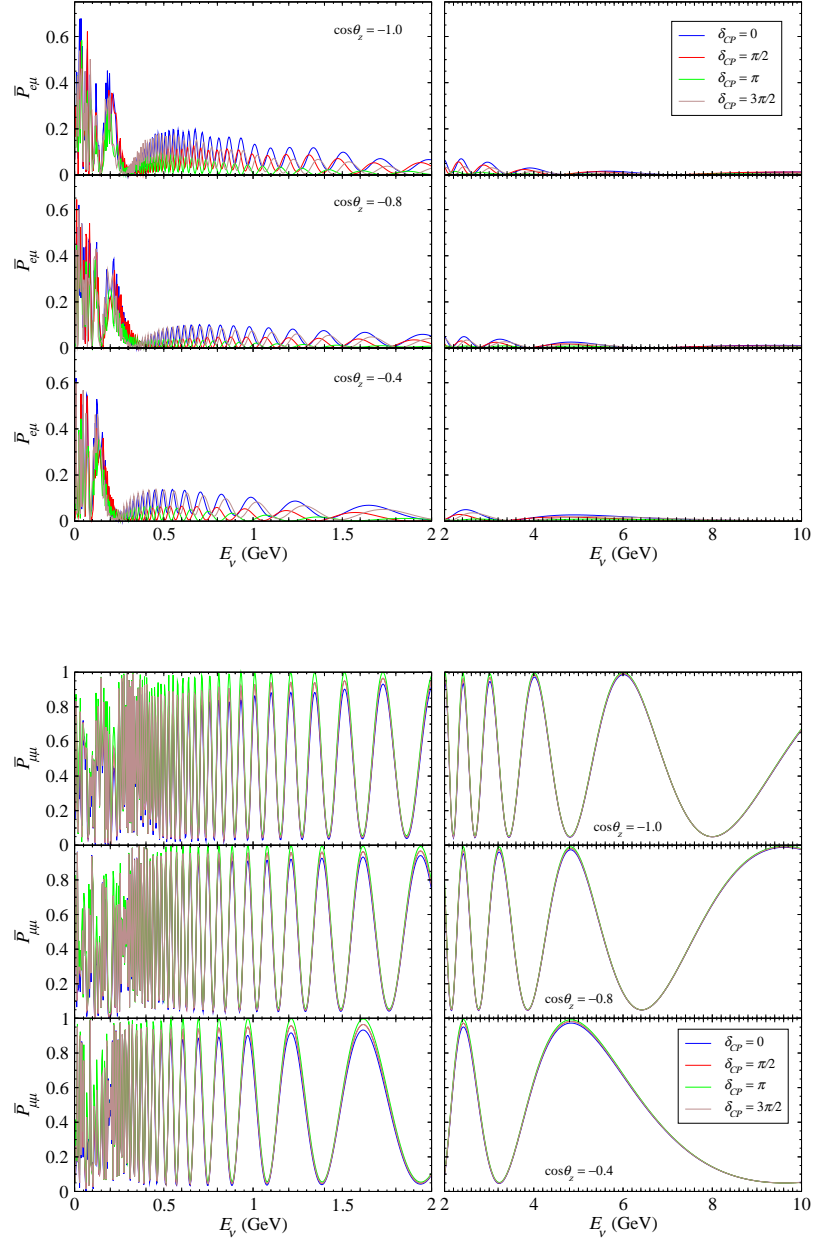 cosθz = −1.0
δCP = 0
δCP = π/2
δCP = π
δCP = 3π/2
P̅eμ
0.6
0.4
0.2
0
cosθz = −0.8
P̅eμ
0.6
0.4
0.2
0
cosθz = −0.4
P̅eμ
0.6
0.4
0.2
0
0 0.5 1 1.5 2
2 4 6 8 10
Eν (GeV)
Eν (GeV)
P̅μμ
1
0.8
0.6
0.4
0.2
0
cosθz = −1.0
P̅μμ
0.8
0.6
0.4
0.2
cosθz = −0.8
P̅μμ
1
0.8
0.6
0.4
0.2
0
δCP = 0
δCP = π/2
δCP = π
δCP = 3π/2
cosθz = −0.4
0 0.5 1 1.5 2
2 4 6 8 10
Eν (GeV)
Eν (GeV)